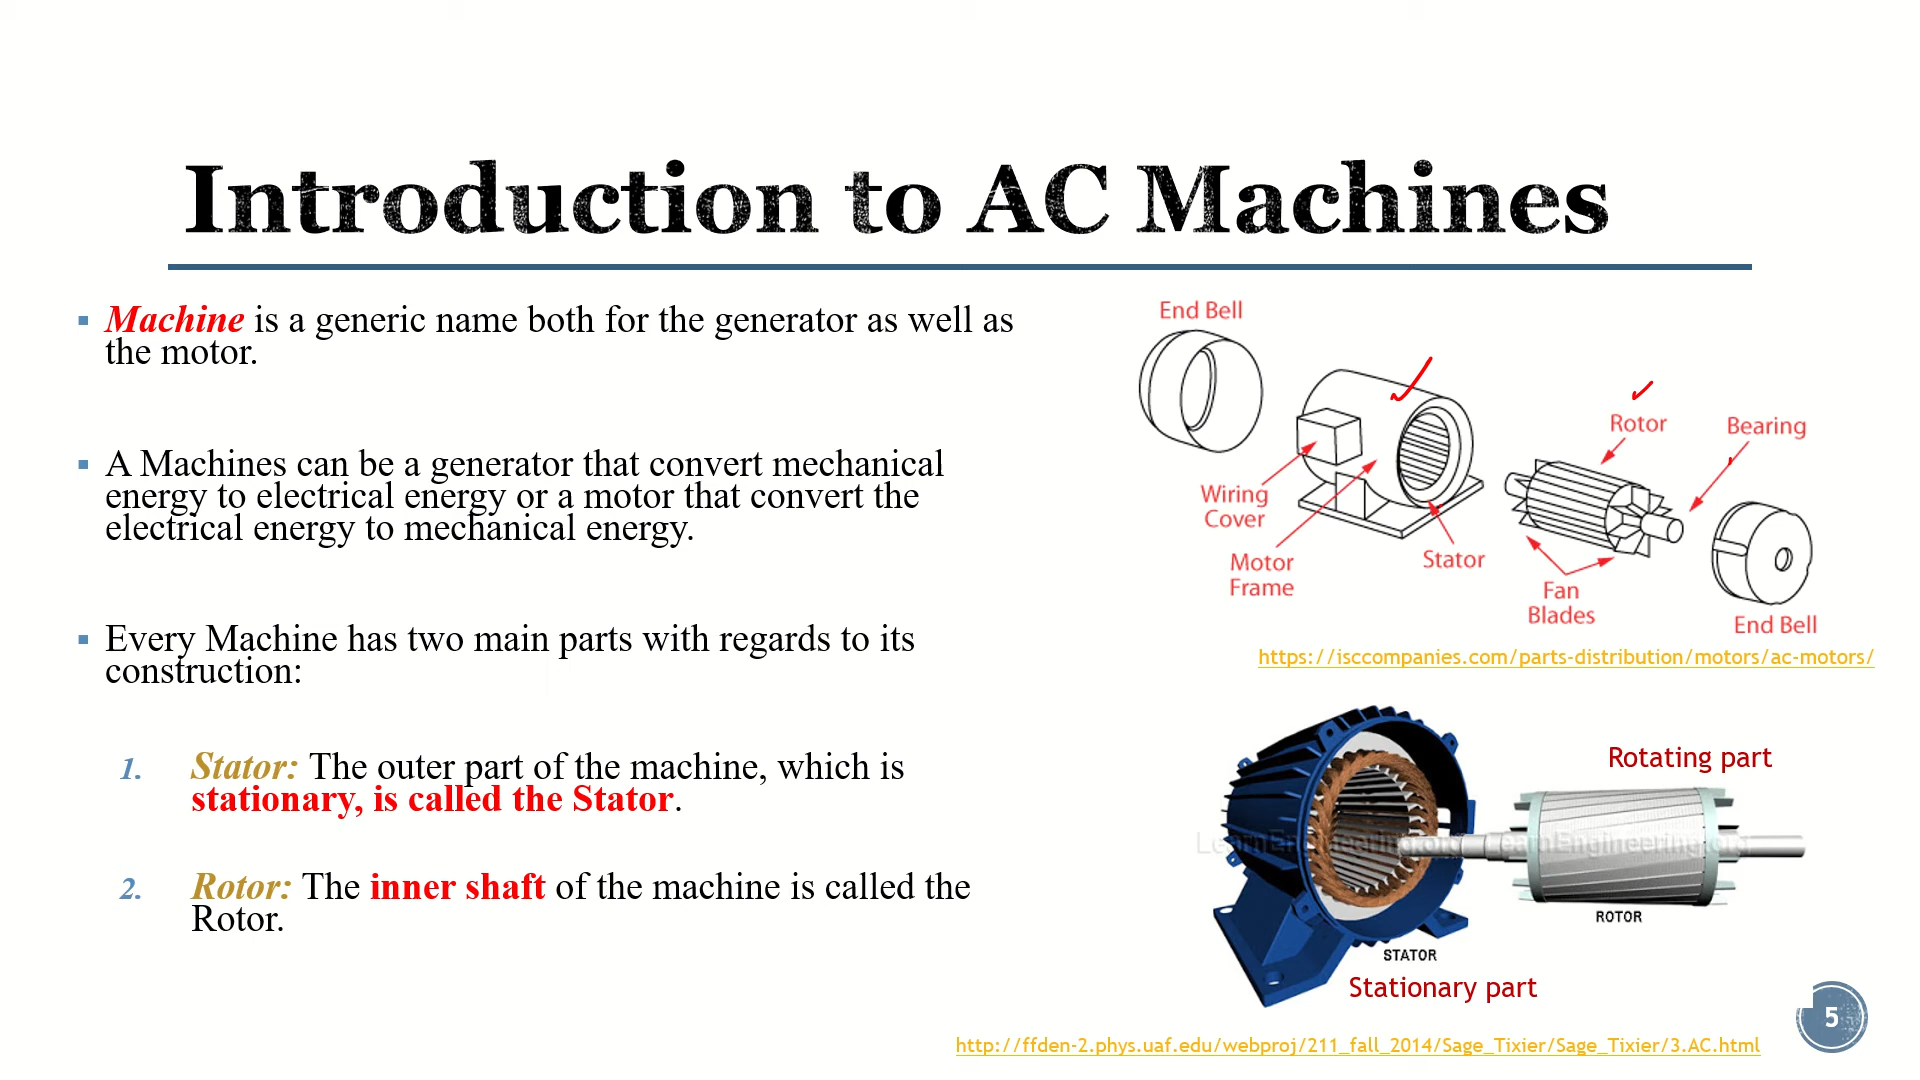 Introduction to AC Machines
Machine is a generic name both for the generator as well as
the motor.
A Machines can be a generator that convert mechanical
energy to electrical energy or a motor that convert the
electrical energy to mechanical energy.
Every Machine has two main parts with regards to its
construction:
1. Stator: The outer part of the machine, which is
stationary, is called the Stator.
2. Rotor: The inner shaft of the machine is called the
Rotor.
End Bell
Rotor
Bearing
Wiring
Cover
Motor
Frame
Stator
Fan
Blades
End Bell
https://isccompanies.com/parts-distribution/motors/ac-motors/
Rotating part
LearnEngineering.org
LearnEngineering.org
ROTOR
STATOR
Stationary part
5
http://ffden-2.phys.uaf.edu/webproj/211_fall_2014/Sage_Tixier/Sage_Tixier/3.AC.html